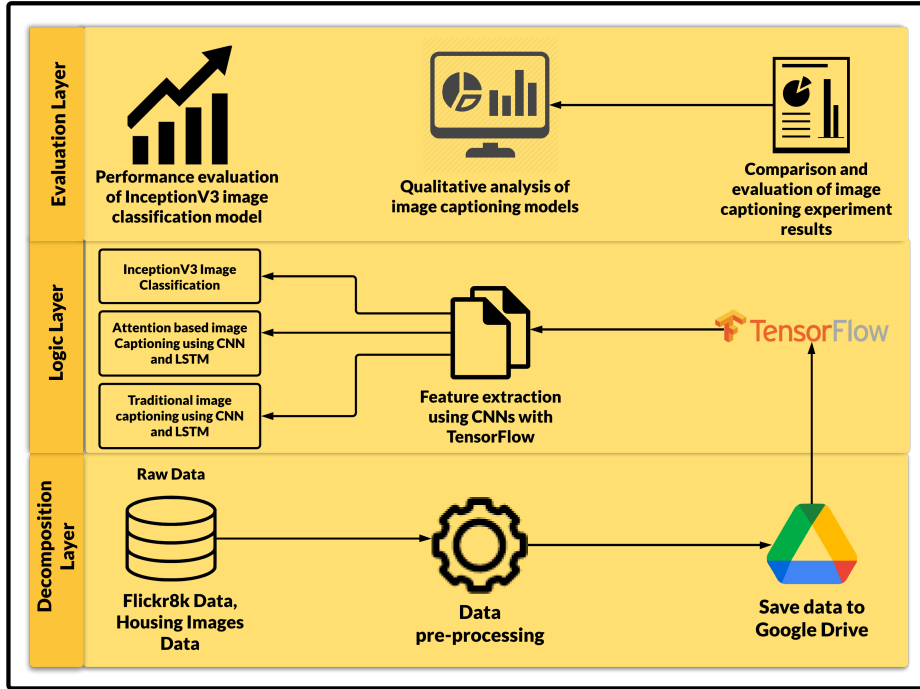 Evaluation Layer
Performance evaluation
of InceptionV3 image
classification model
Qualitative analysis of
image captioning models
Comparison and
evaluation of image
captioning experiment
results
Logic Layer
InceptionV3 Image
Classification
Attention based image
Captioning using CNN
and LSTM
Traditional image
captioning using CNN
and LSTM
Feature extraction
using CNNs with
TensorFlow
TensorFlow
Decomposition
Layer
Raw Data
Flickr8k Data,
Housing Images
Data
Data
pre-processing
Save data to
Google Drive